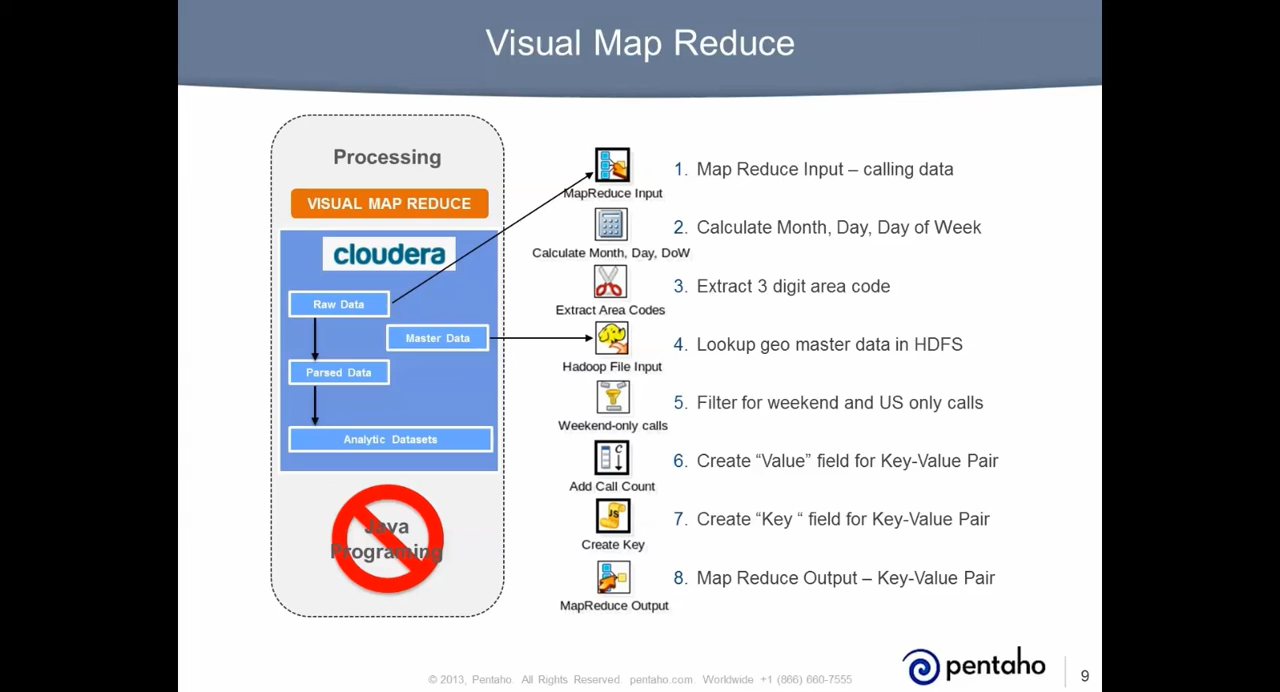 Visual Map Reduce
Processing
VISUAL MAP REDUCE
cloudera
Raw Data
Master Data
Parsed Data
Analytic Datasets
Java
Programing
MapReduce Input
Calculate Month, Day, DoW
Extract Area Codes
Hadoop File Input
Weekend-only calls
C
Add Call Count
JS
Create Key
MapReduce Output
1. Map Reduce Input – calling data
2. Calculate Month, Day, Day of Week
3. Extract 3 digit area code
4. Lookup geo master data in HDFS
5. Filter for weekend and US only calls
6. Create “Value” field for Key-Value Pair
7. Create “Key “ field for Key-Value Pair
8. Map Reduce Output – Key-Value Pair
© 2013, Pentaho. All Rights Reserved. pentaho.com. Worldwide +1 (866) 660-7555
pentaho
9